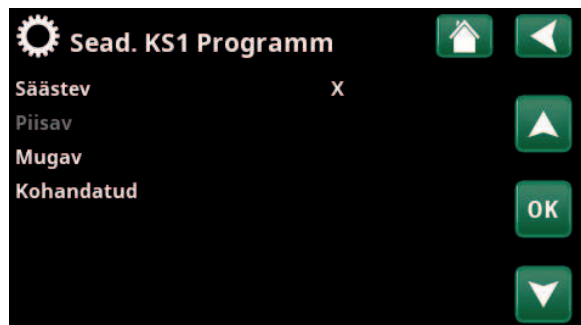 Sead. KS1 Programm
Säästev X
Piisav
Mugav
Kohandatud
OK